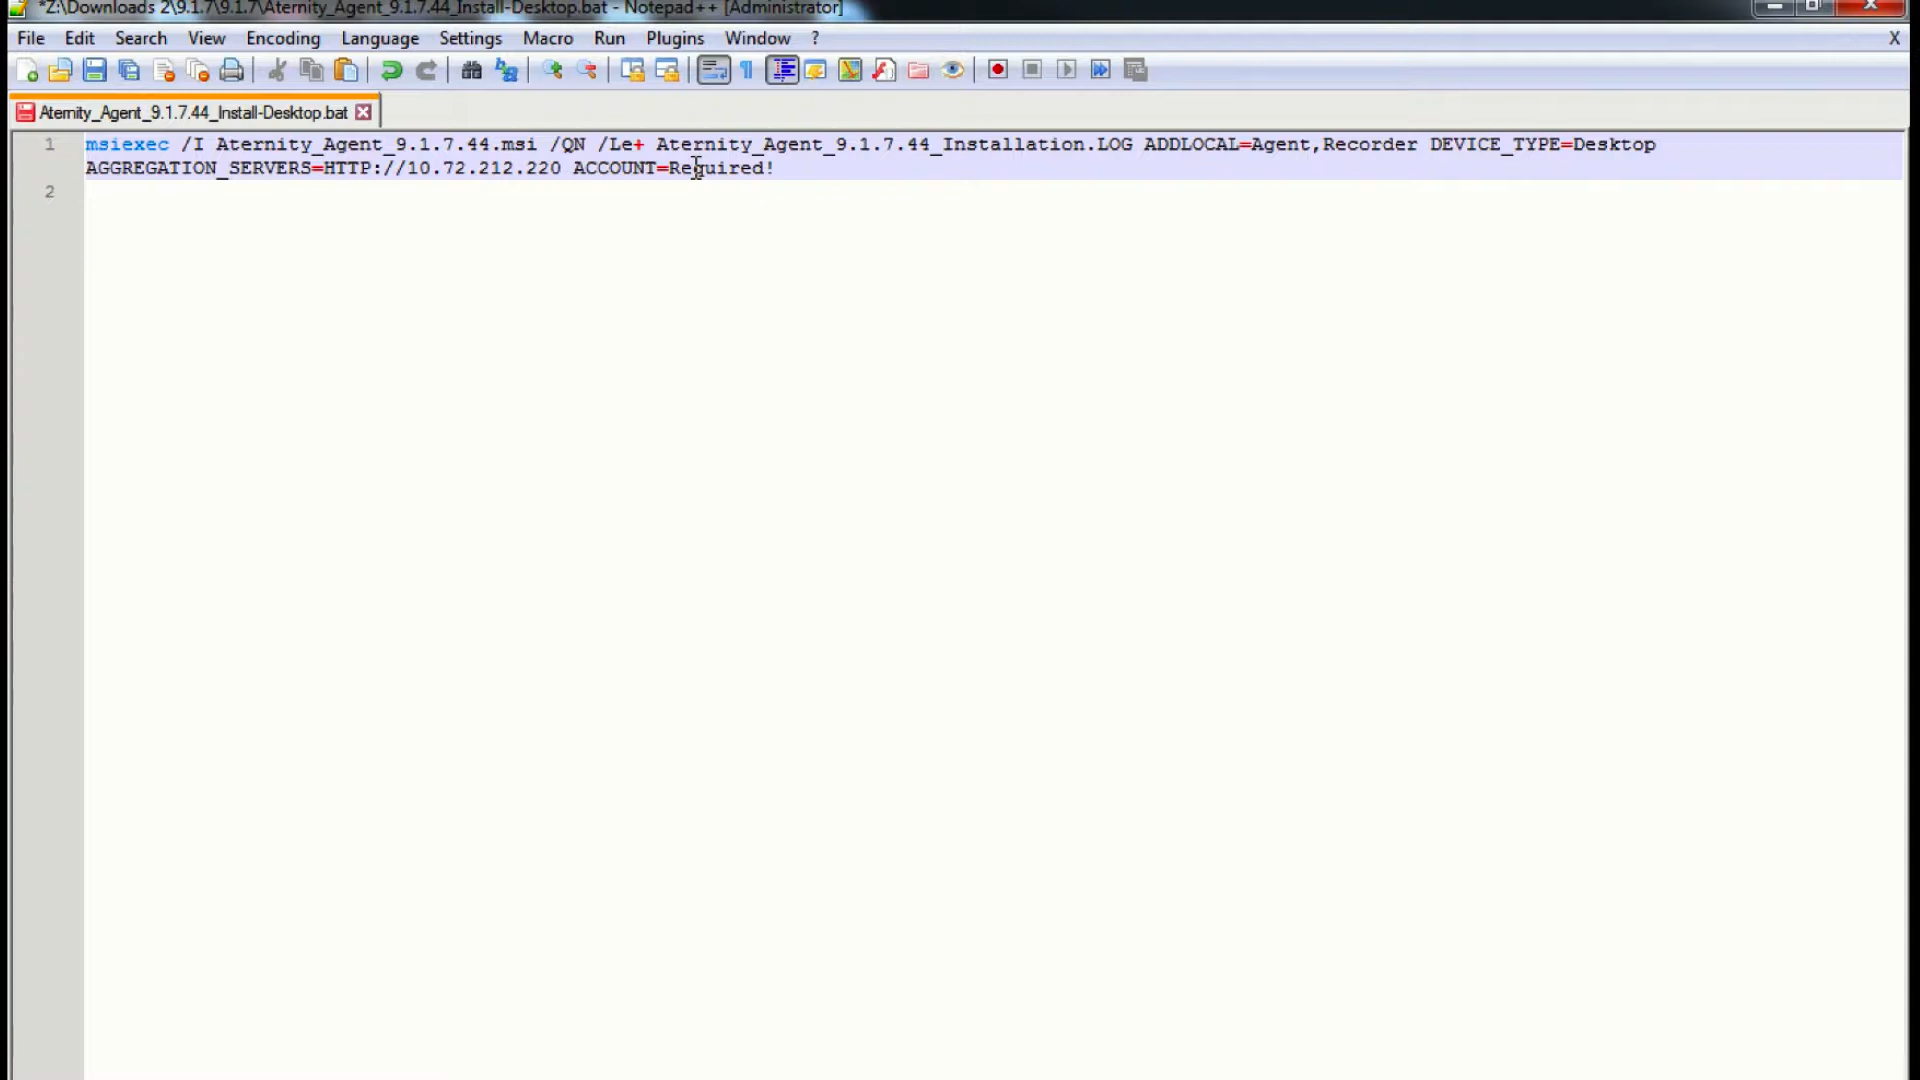 *Z:\Downloads 2\9.1.7\9.1.7\Aternity_Agent_9.1.7.44_Install-Desktop.bat - Notepad++ [Administrator]
File Edit Search View Encoding Language Settings Macro Run Plugins Window ? X
Aternity_Agent_9.1.7.44_Install-Desktop.bat
1 msiexec /I Aternity_Agent_9.1.7.44.msi /QN /Le+ Aternity_Agent_9.1.7.44_Installation.LOG ADDLOCAL=Agent,Recorder DEVICE_TYPE=Desktop
AGGREGATION_SERVERS=HTTP://10.72.212.220 ACCOUNT=Required!
2